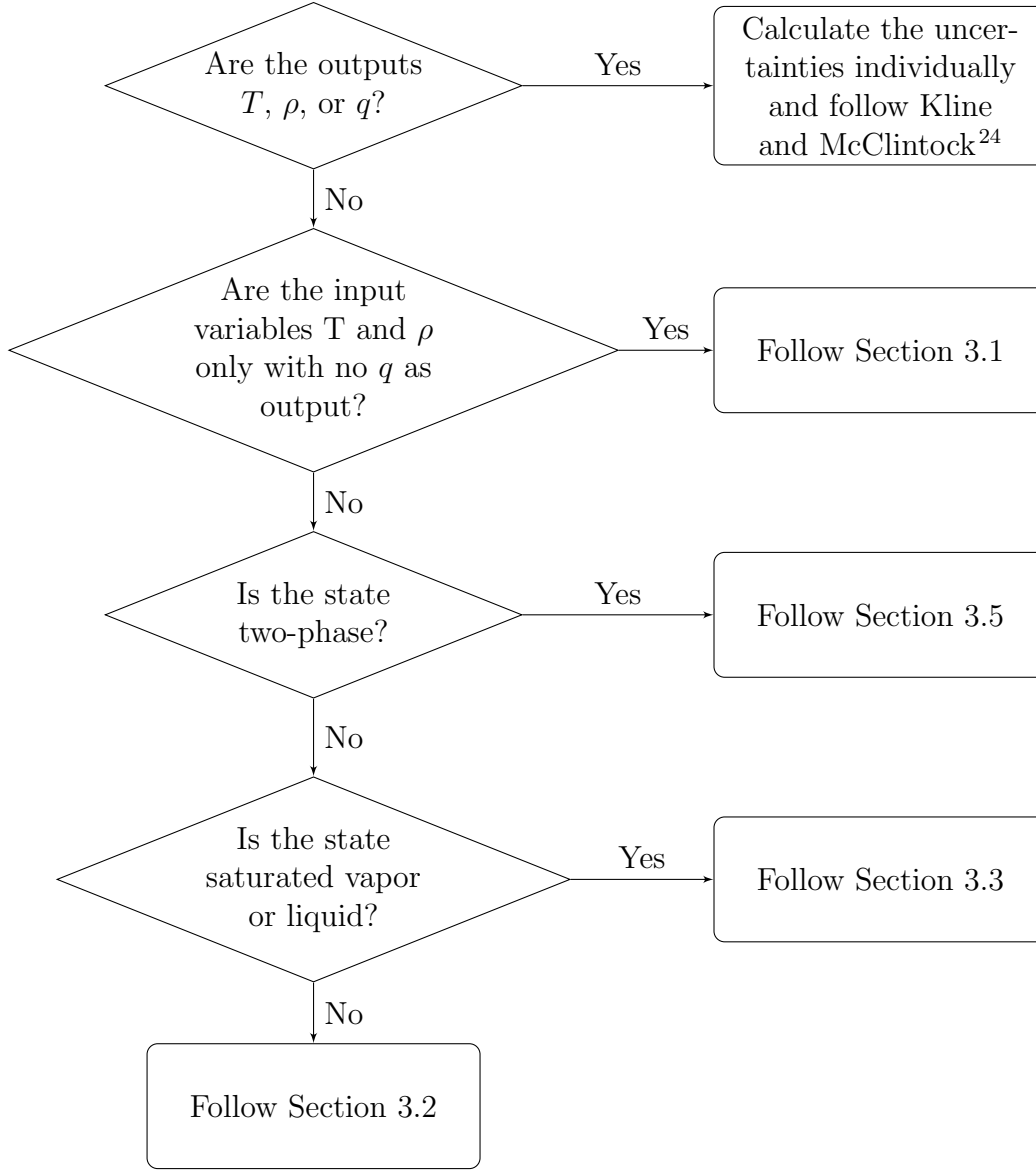 Are the outputs
T, ρ, or q?
Yes
Calculate the uncer-
tainties individually
and follow Kline
and McClintock²⁴
No
Are the input
variables T and ρ
only with no q as
output?
Yes
Follow Section 3.1
No
Is the state
two-phase?
Yes
Follow Section 3.5
No
Is the state
saturated vapor
or liquid?
Yes
Follow Section 3.3
No
Follow Section 3.2